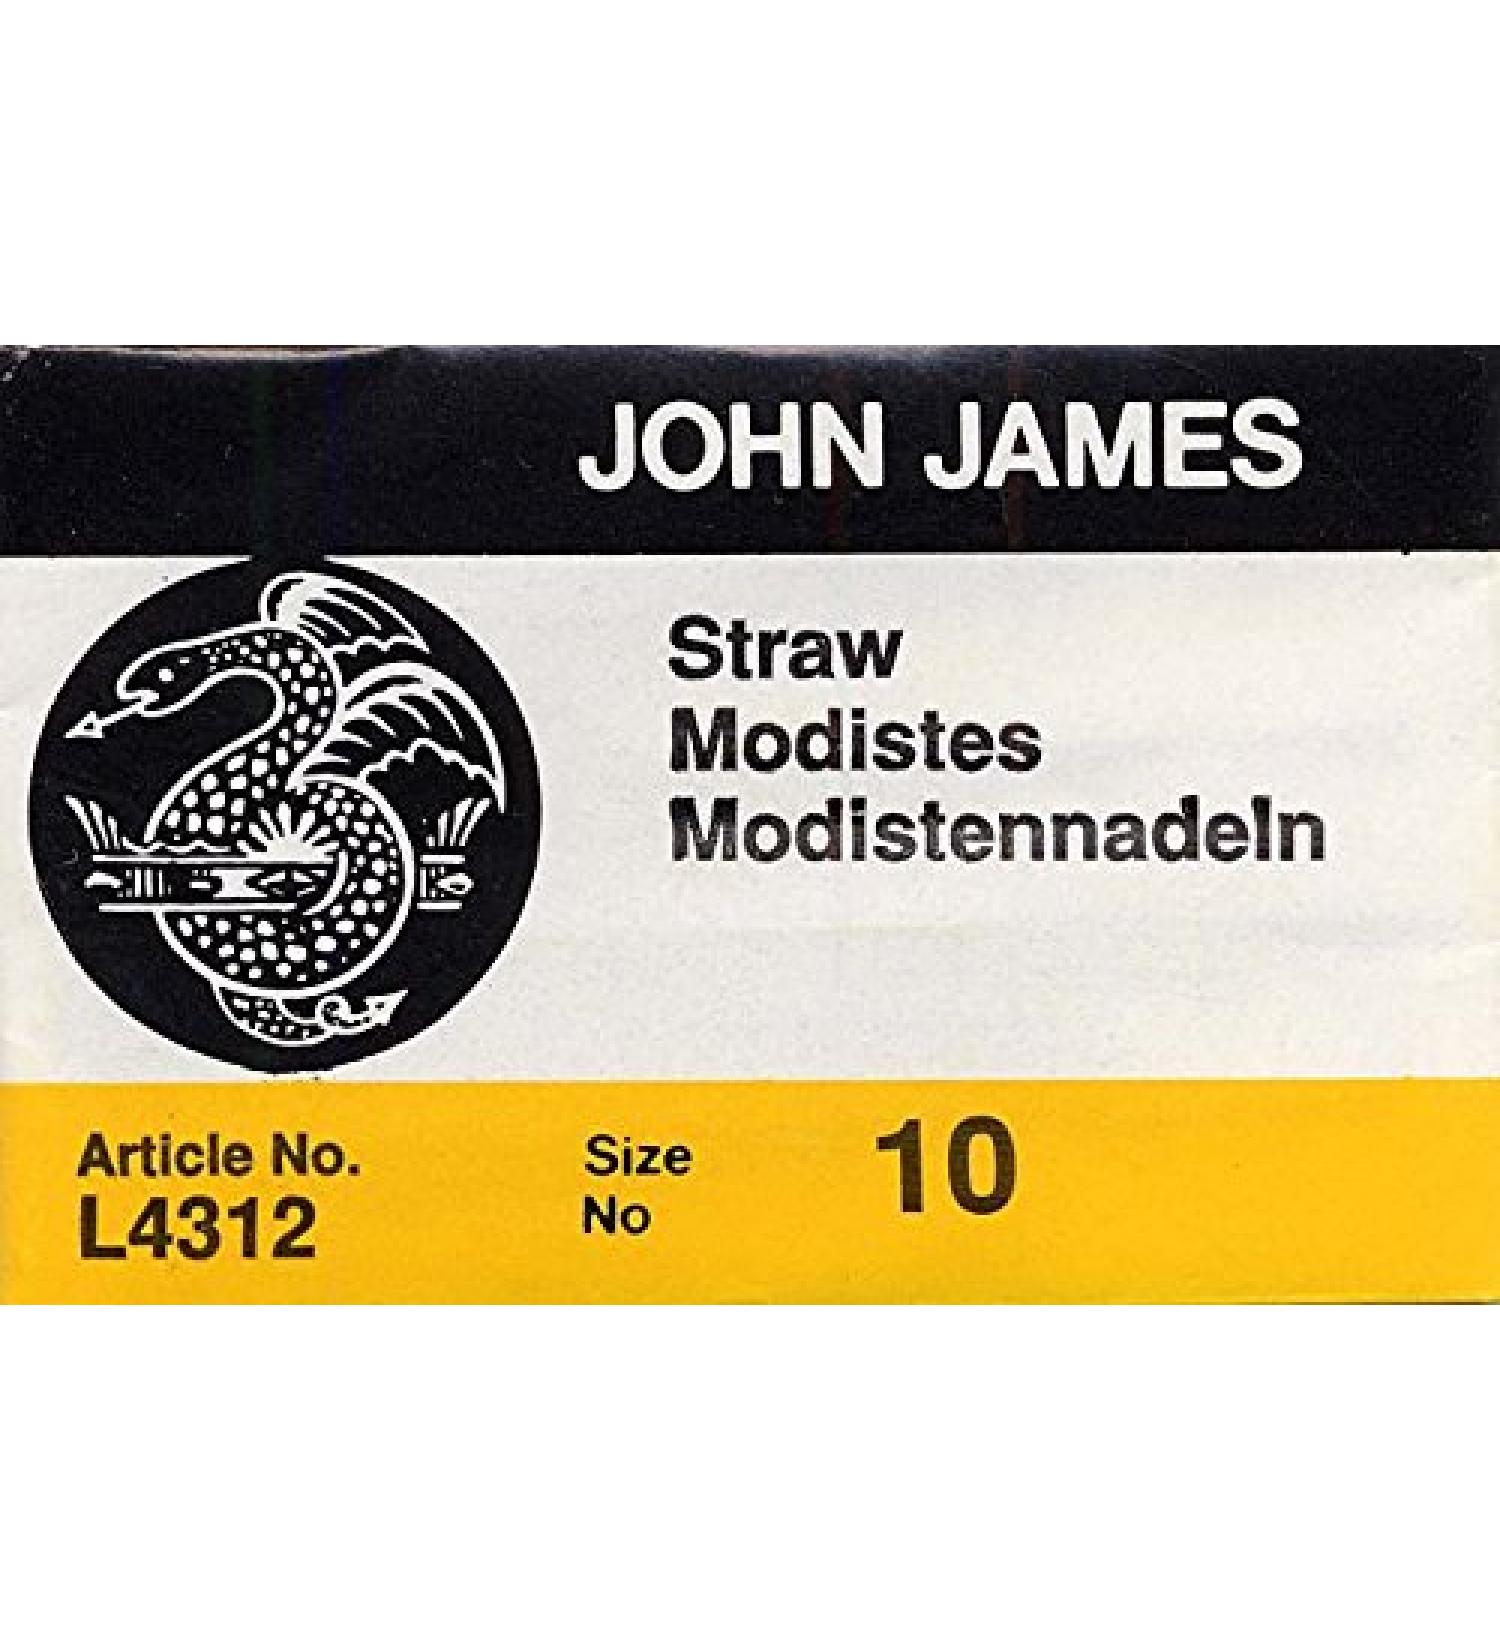 JOHN JAMES
Straw
Modistes
Modistennadeln
Article No.
L4312
Size
No
10